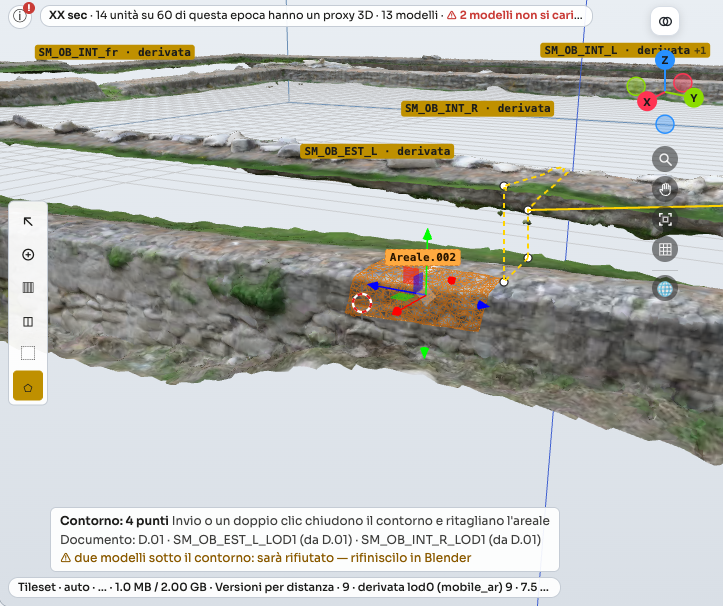 XX sec · 14 unità su 60 di questa epoca hanno un proxy 3D · 13 modelli · ⚠ 2 modelli non si cari...
SM_OB_INT_fr · derivata
SM_OB_INT_L · derivata +1
Z
X
Y
SM_OB_INT_R · derivata
SM_OB_EST_L · derivata
Areale.002
Contorno: 4 punti Invio o un doppio clic chiudono il contorno e ritagliano l'areale
Documento: D.01 · SM_OB_EST_L_LOD1 (da D.01) · SM_OB_INT_R_LOD1 (da D.01)
⚠ due modelli sotto il contorno: sarà rifiutato — rifiniscilo in Blender
Tileset · auto · ... · 1.0 MB / 2.00 GB · Versioni per distanza · 9 · derivata lod0 (mobile_ar) 9 · 7.5 ...